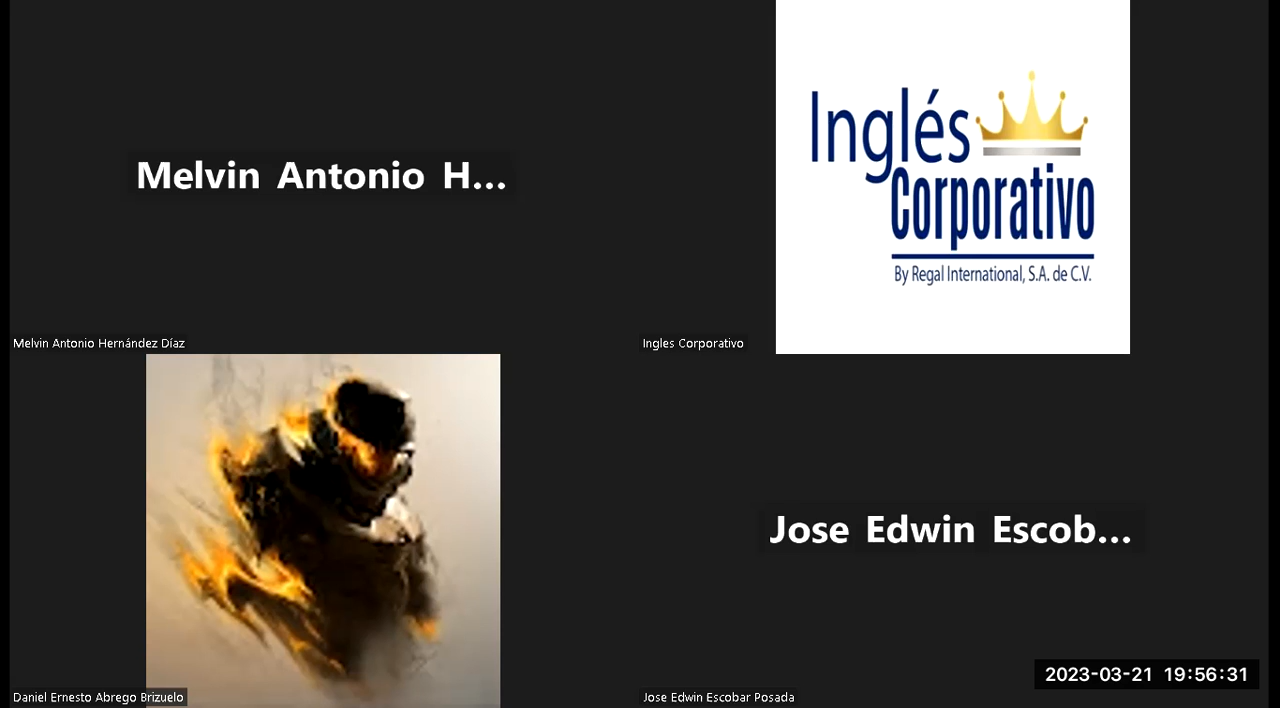 Melvin Antonio H...
Inglés
Corporativo
By Regal International, S.A. de C.V.
Melvin Antonio Hernández Díaz
Ingles Corporativo
Jose Edwin Escob...
2023-03-21 19:56:31
Daniel Ernesto Abrego Brizuelo
Jose Edwin Escobar Posada